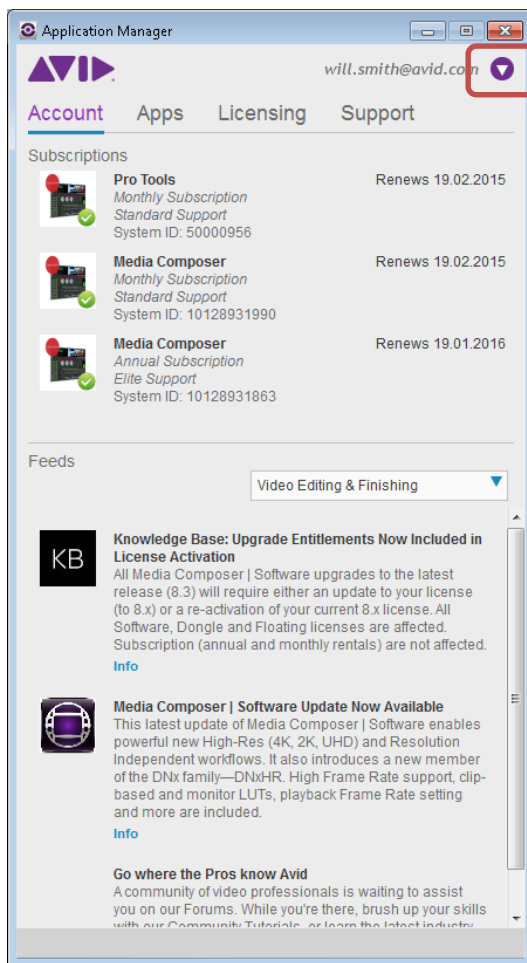 Application Manager
AVID
will.smith@avid.com
Account Apps Licensing Support
Subscriptions
Pro Tools Renews 19.02.2015
Monthly Subscription
Standard Support
System ID: 50000956
Media Composer Renews 19.02.2015
Monthly Subscription
Standard Support
System ID: 10128931990
Media Composer Renews 19.01.2016
Annual Subscription
Elite Support
System ID: 10128931863
Feeds
Video Editing & Finishing
KB
Knowledge Base: Upgrade Entitlements Now Included in
License Activation
All Media Composer | Software upgrades to the latest
release (8.3) will require either an update to your license
(to 8.x) or a re-activation of your current 8.x license. All
Software, Dongle and Floating licenses are affected.
Subscription (annual and monthly rentals) are not affected.
Info
Media Composer | Software Update Now Available
This latest update of Media Composer | Software enables
powerful new High-Res (4K, 2K, UHD) and Resolution
Independent workflows. It also introduces a new member
of the DNx family—DNxHR. High Frame Rate support, clip-
based and monitor LUTs, playback Frame Rate setting
and more are included.
Info
Go where the Pros know Avid
A community of video professionals is waiting to assist
you on our Forums. While you're there, brush up your skills
with our Community Tutorials, or learn the latest industry